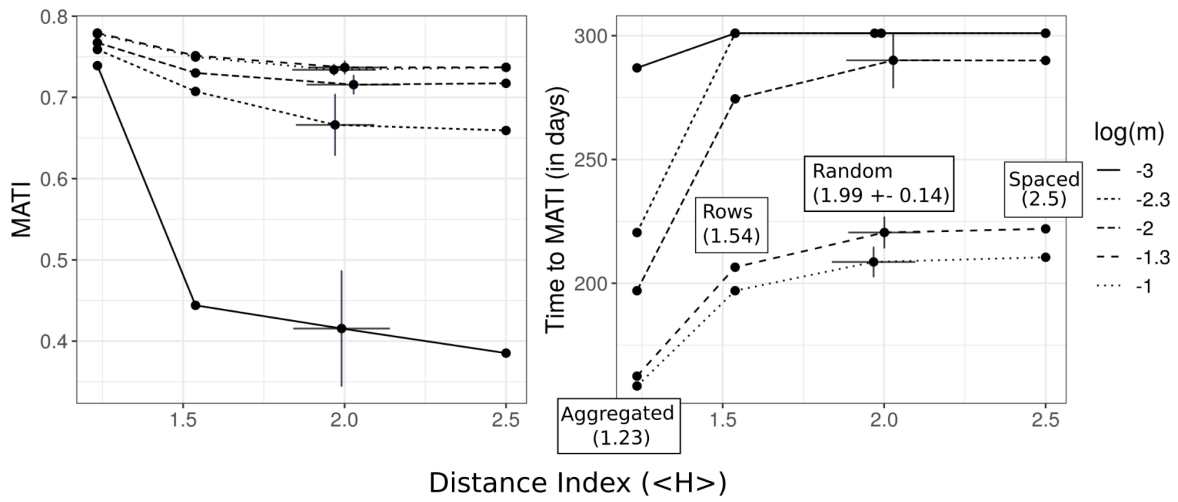 MATI
0.8
0.7
0.6
0.5
0.4
1.5
2.0
2.5
Time to MATI (in days)
300
250
200
1.5
2.0
2.5
Aggregated
(1.23)
Rows
(1.54)
Random
(1.99 +- 0.14)
Spaced
(2.5)
log(m)
-3
-2.3
-2
-1.3
-1
Distance Index (<H>)